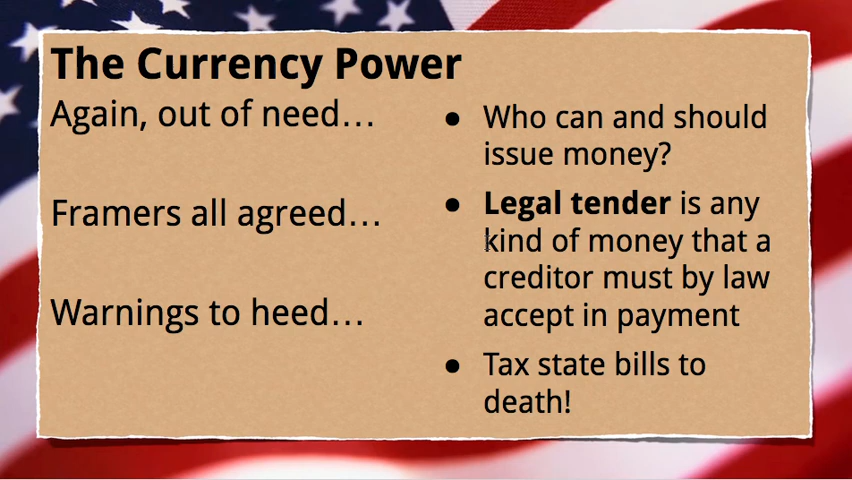 The Currency Power
Again, out of need…
Framers all agreed…
Warnings to heed…
● Who can and should
issue money?
● Legal tender is any
kind of money that a
creditor must by law
accept in payment
● Tax state bills to
death!